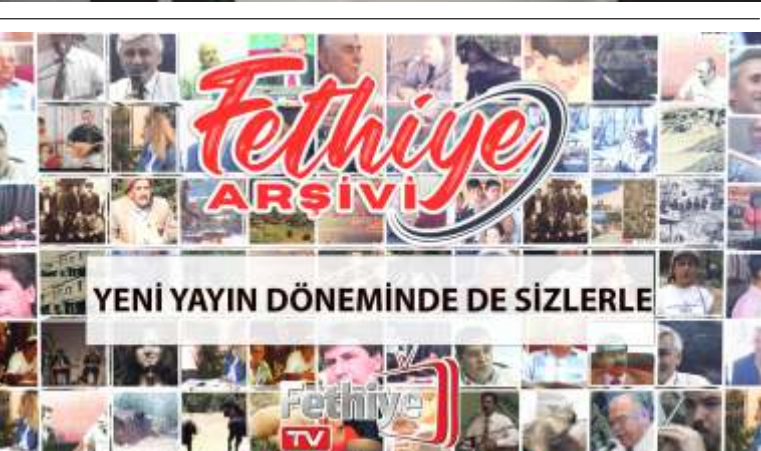 Fethiye
ARŞİVİ
YENİ YAYIN DÖNEMİNDE DE SİZLERLE
Fethiye
TV